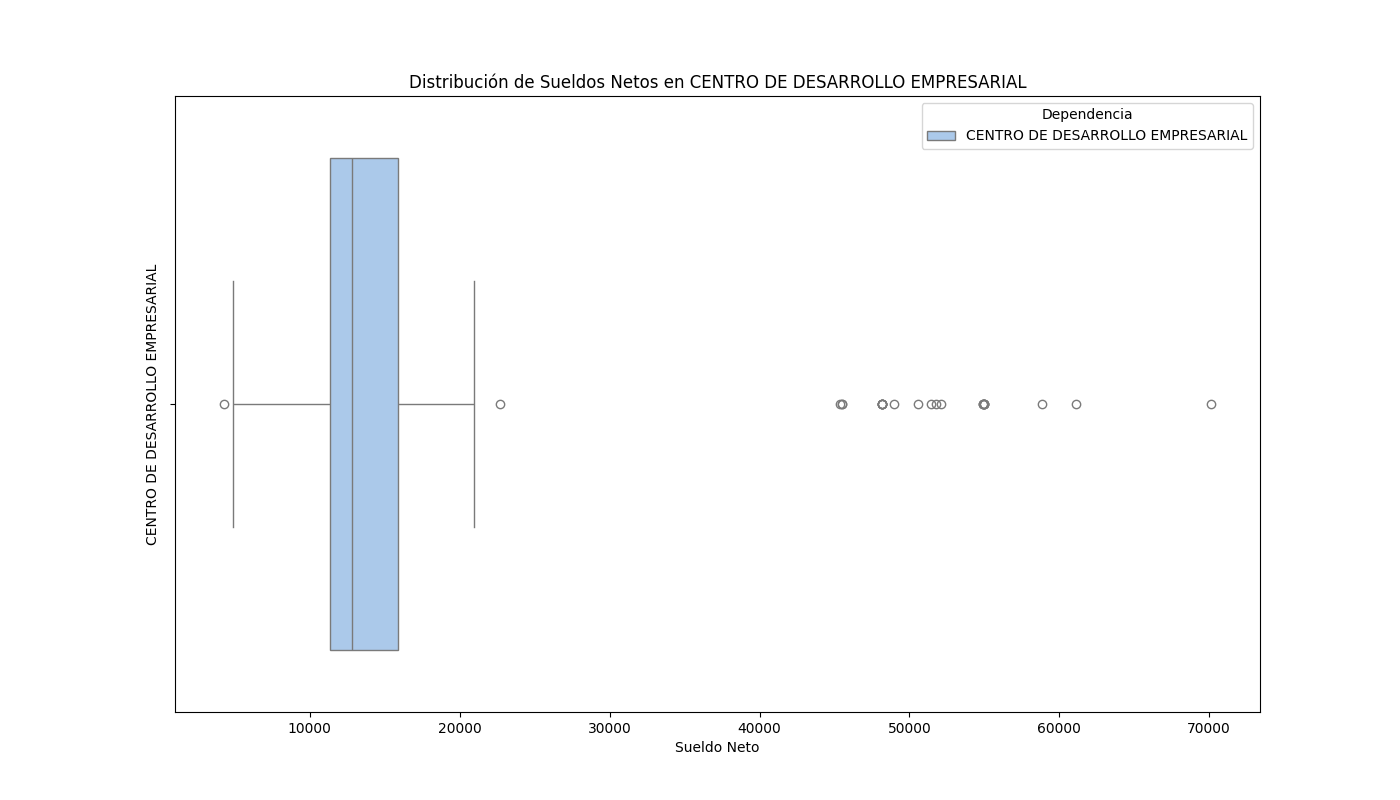 Distribución de Sueldos Netos en CENTRO DE DESARROLLO EMPRESARIAL
Dependencia
CENTRO DE DESARROLLO EMPRESARIAL
CENTRO DE DESARROLLO EMPRESARIAL
10000 20000 30000 40000 50000 60000 70000
Sueldo Neto